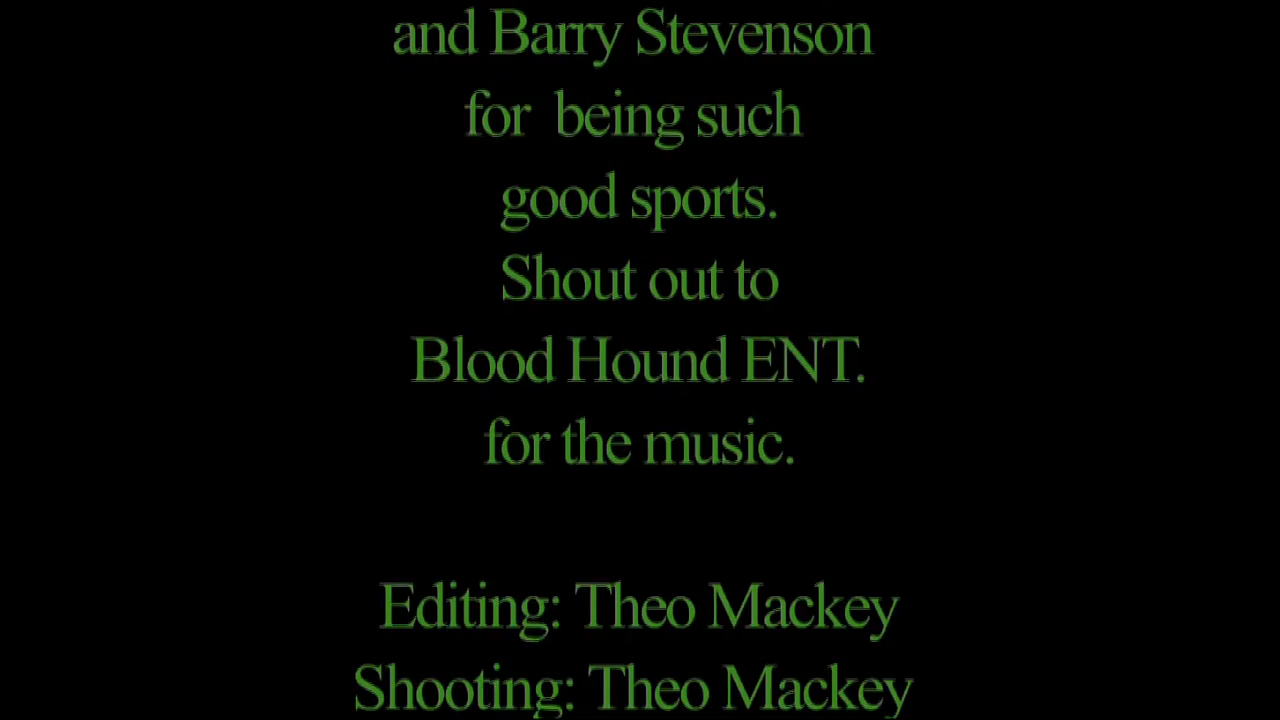 and Barry Stevenson
for  being such
good sports.
Shout out to
Blood Hound ENT.
for the music.
Editing: Theo Mackey
Shooting: Theo Mackey